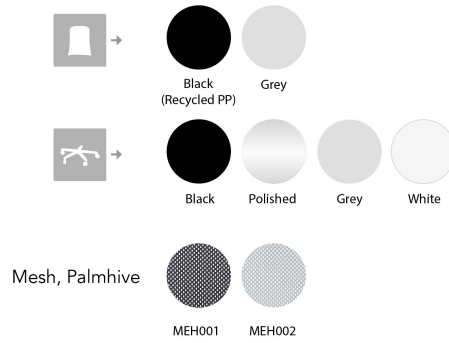 Black
(Recycled PP)
Grey
Black
Polished
Grey
White
Mesh, Palmhive
MEH001
MEH002